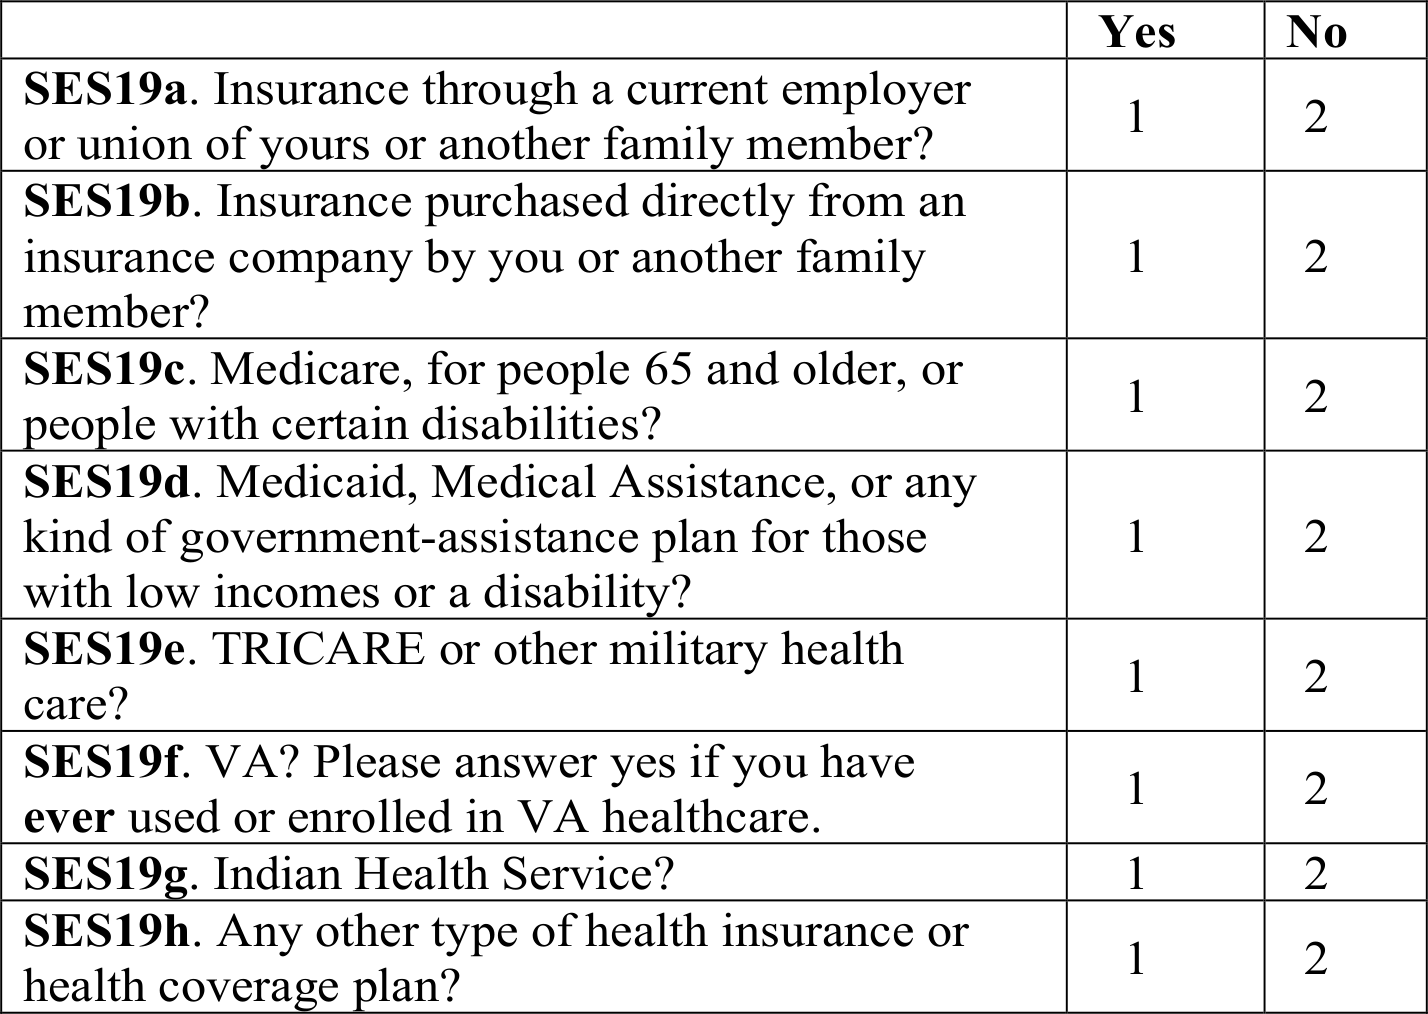 Yes No
SES19a. Insurance through a current employer
or union of yours or another family member?
1 2
SES19b. Insurance purchased directly from an
insurance company by you or another family
member?
1 2
SES19c. Medicare, for people 65 and older, or
people with certain disabilities?
1 2
SES19d. Medicaid, Medical Assistance, or any
kind of government-assistance plan for those
with low incomes or a disability?
1 2
SES19e. TRICARE or other military health
care?
1 2
SES19f. VA? Please answer yes if you have
ever used or enrolled in VA healthcare.
1 2
SES19g. Indian Health Service?
1 2
SES19h. Any other type of health insurance or
health coverage plan?
1 2